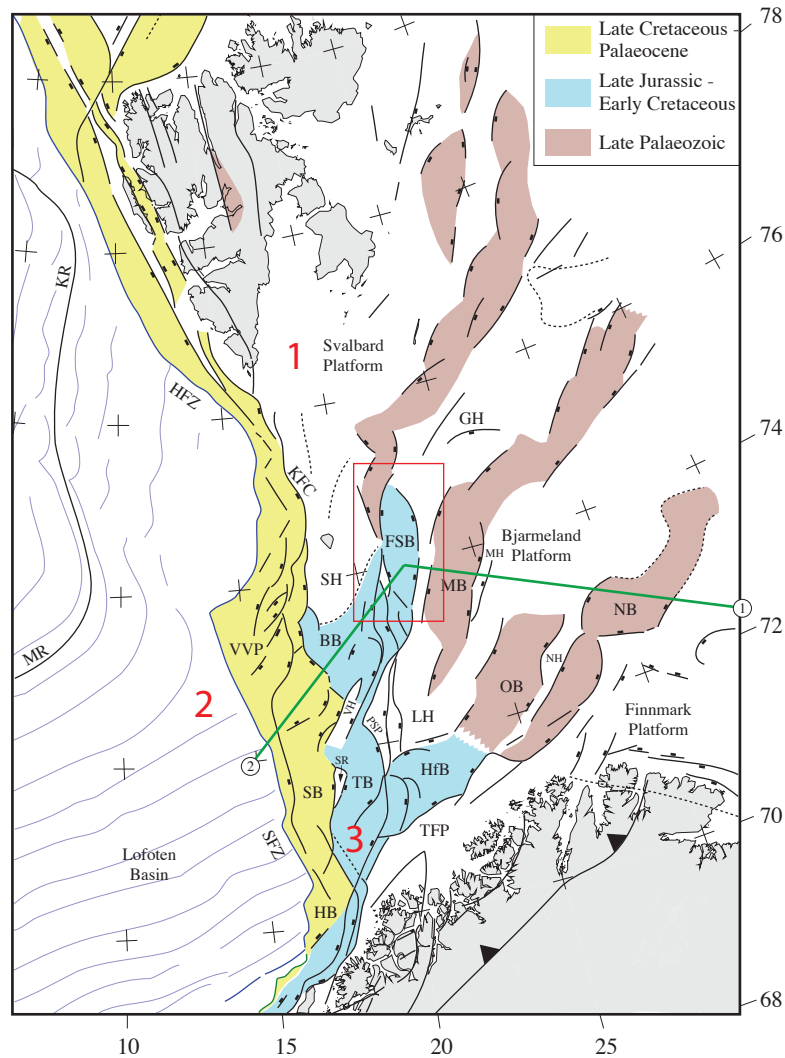 78
Late Cretaceous
Palaeocene
Late Jurassic -
Early Cretaceous
Late Palaeozoic
76
KR
1
Svalbard
Platform
HFZ
GH
74
KFC
FSB
Bjarmeland
Platform
MH
SH
MB
NB
1
72
MR
VVP
BB
NH
OB
2
VH
PSP
LH
Finnmark
Platform
2
SR
HfB
SB
TB
70
SFZ
3
TFP
Lofoten
Basin
HB
68
10
15
20
25